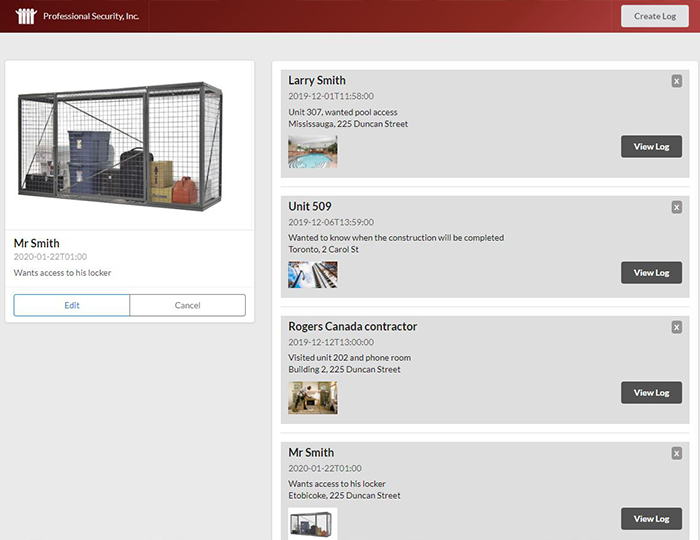 Professional Security, Inc.
Create Log
Mr Smith
2020-01-22T01:00
Wants access to his locker
Edit
Cancel
Larry Smith
x
2019-12-01T11:58:00
Unit 307, wanted pool access
Mississauga, 225 Duncan Street
View Log
Unit 509
x
2019-12-06T13:59:00
Wanted to know when the construction will be completed
Toronto, 2 Carol St
View Log
Rogers Canada contractor
x
2019-12-12T13:00:00
Visited unit 202 and phone room
Building 2, 225 Duncan Street
View Log
Mr Smith
x
2020-01-22T01:00
Wants access to his locker
Etobicoke, 225 Duncan Street
View Log